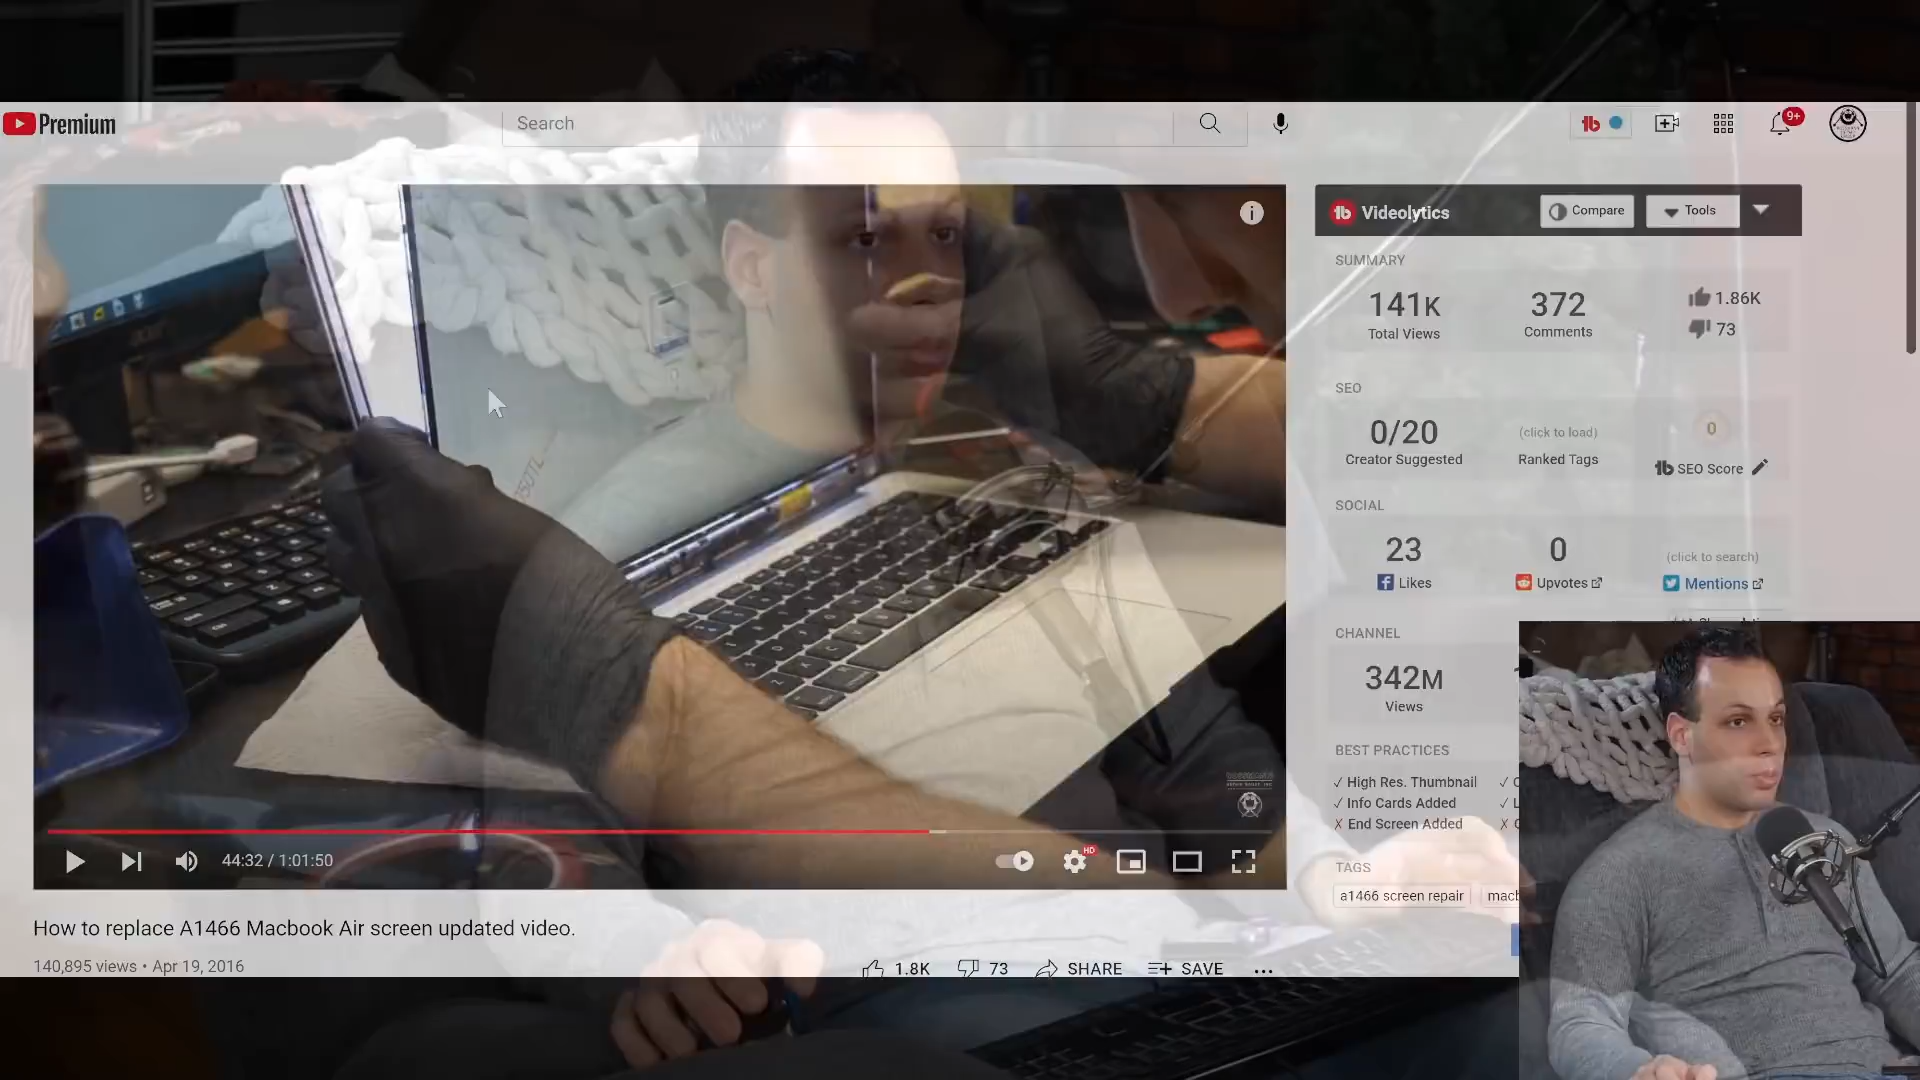 Premium
Search
9+
Videolytics
Compare
Tools
SUMMARY
141K
Total Views
372
Comments
1.86K
73
SEO
0/20
Creator Suggested
(click to load)
Ranked Tags
0
SEO Score
SOCIAL
23
Likes
0
Upvotes
(click to search)
Mentions
CHANNEL
342M
Views
BEST PRACTICES
✓ High Res. Thumbnail
✓ Info Cards Added
✗ End Screen Added
TAGS
a1466 screen repair
44:32 / 1:01:50
HD
How to replace A1466 Macbook Air screen updated video.
140,895 views • Apr 19, 2016
1.8K
73
SHARE
SAVE